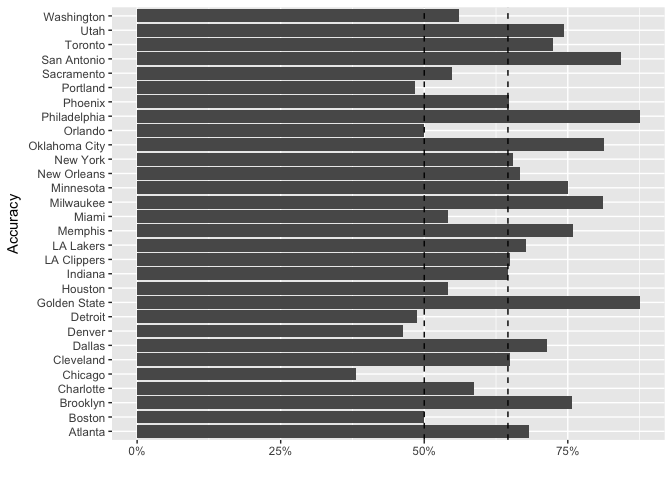 Washington
Utah
Toronto
San Antonio
Sacramento
Portland
Phoenix
Philadelphia
Orlando
Oklahoma City
New York
New Orleans
Minnesota
Milwaukee
Miami
Memphis
LA Lakers
LA Clippers
Indiana
Houston
Golden State
Detroit
Denver
Dallas
Cleveland
Chicago
Charlotte
Brooklyn
Boston
Atlanta
Accuracy
0% 25% 50% 75%